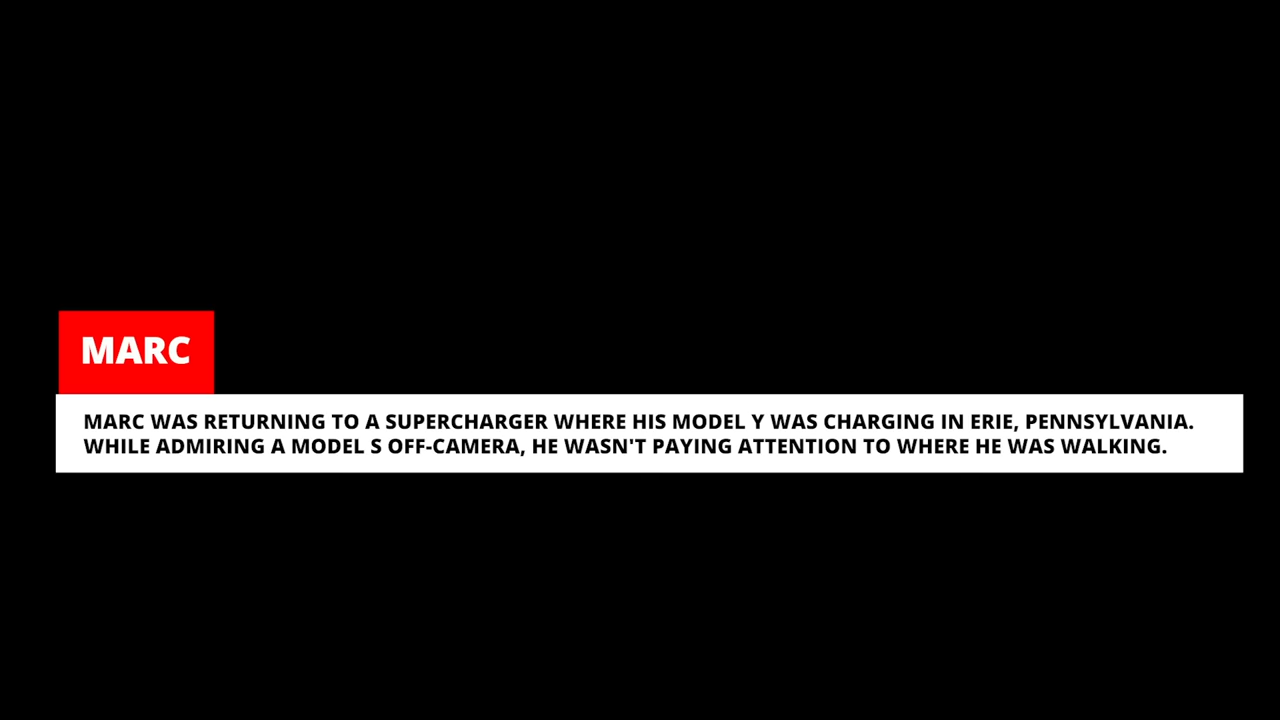 MARC
MARC WAS RETURNING TO A SUPERCHARGER WHERE HIS MODEL Y WAS CHARGING IN ERIE, PENNSYLVANIA.
WHILE ADMIRING A MODEL S OFF-CAMERA, HE WASN'T PAYING ATTENTION TO WHERE HE WAS WALKING.